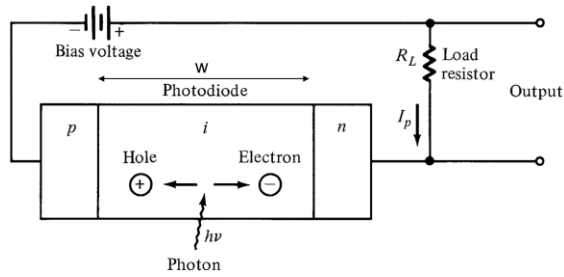 − +
Bias voltage
w
Photodiode
R_L Load
resistor
Output
I_p
p i n
Hole Electron
+ −
hν
Photon